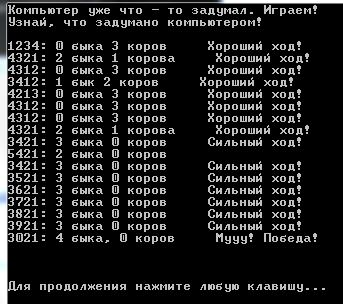 Компьютер уже что - то задумал. Играем!
Узнай, что задумано компьютером!
1234: 0 быка 3 коров Хороший ход!
4321: 2 быка 1 корова Хороший ход!
4312: 0 быка 3 коров Хороший ход!
3412: 1 бык 2 коров Хороший ход!
4213: 0 быка 3 коров Хороший ход!
4312: 0 быка 3 коров Хороший ход!
4312: 0 быка 3 коров Хороший ход!
4321: 2 быка 1 корова Хороший ход!
3421: 3 быка 0 коров Сильный ход!
5421: 2 быка 0 коров
3421: 3 быка 0 коров Сильный ход!
3521: 3 быка 0 коров Сильный ход!
3621: 3 быка 0 коров Сильный ход!
3721: 3 быка 0 коров Сильный ход!
3821: 3 быка 0 коров Сильный ход!
3921: 3 быка 0 коров Сильный ход!
3021: 4 быка, 0 коров Мууу! Победа!
Для продолжения нажмите любую клавишу...